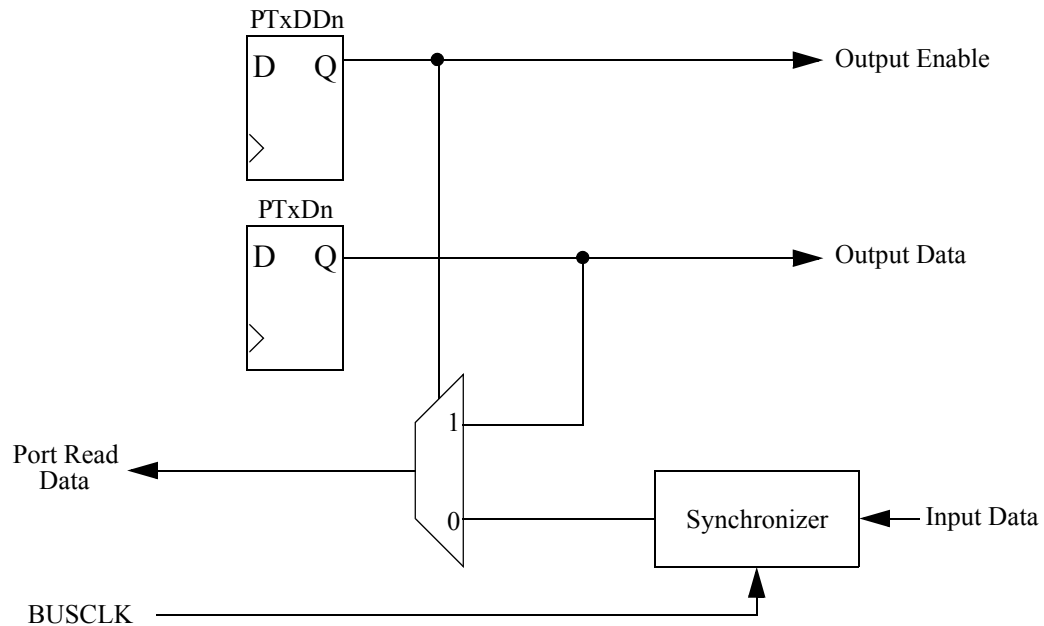 PTxDDn
D Q
Output Enable
PTxDn
D Q
Output Data
1
Port Read
Data
0
Synchronizer
Input Data
BUSCLK